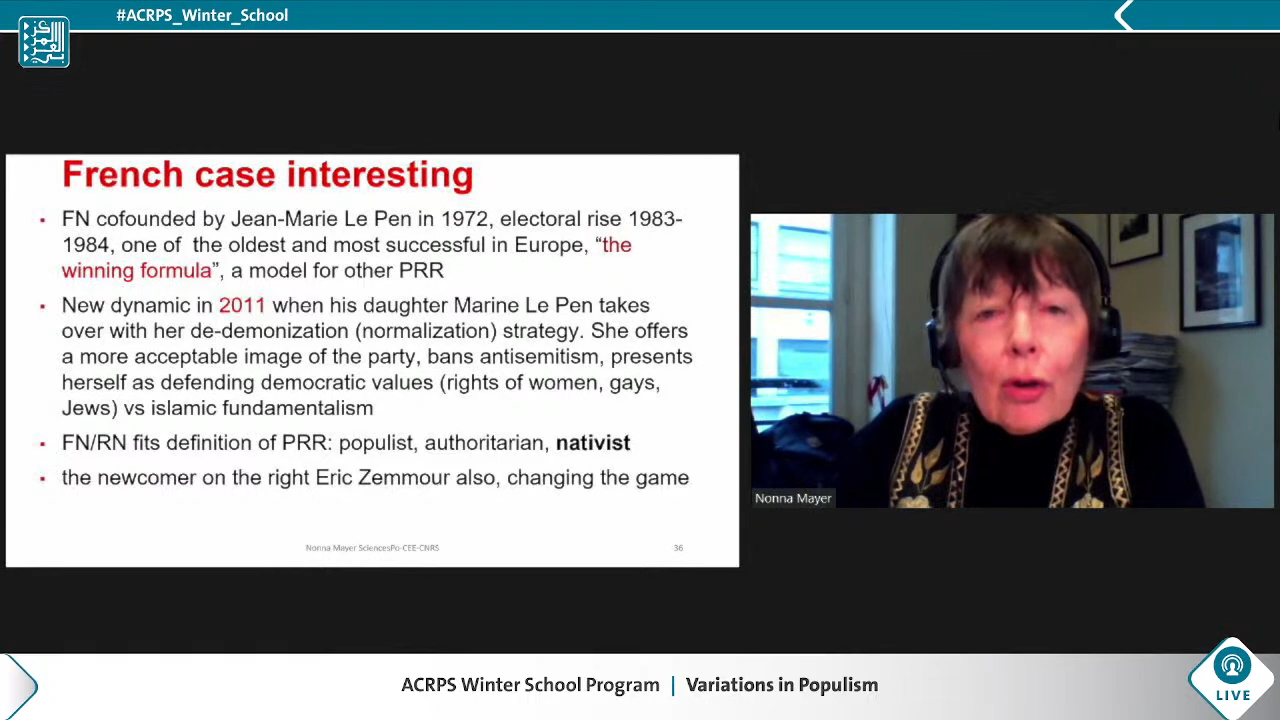 #ACRPS_Winter_School
French case interesting
▪ FN cofounded by Jean-Marie Le Pen in 1972, electoral rise 1983-
1984, one of the oldest and most successful in Europe, “the
winning formula”, a model for other PRR
▪ New dynamic in 2011 when his daughter Marine Le Pen takes
over with her de-demonization (normalization) strategy. She offers
a more acceptable image of the party, bans antisemitism, presents
herself as defending democratic values (rights of women, gays,
Jews) vs islamic fundamentalism
▪ FN/RN fits definition of PRR: populist, authoritarian, nativist
▪ the newcomer on the right Eric Zemmour also, changing the game
Nonna Mayer SciencesPo-CEE-CNRS
36
Nonna Mayer
ACRPS Winter School Program | Variations in Populism
LIVE